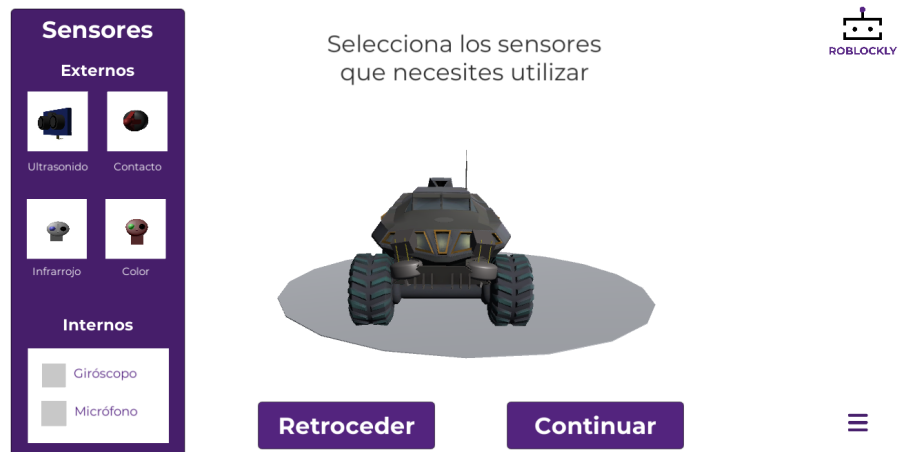 Sensores
Externos
Ultrasonido
Contacto
Infrarrojo
Color
Internos
Giróscopo
Micrófono
Selecciona los sensores
que necesites utilizar
Retroceder
Continuar
ROBLOCKLY